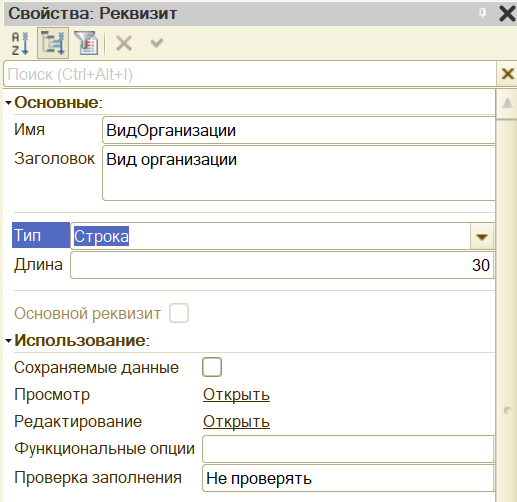 Свойства: Реквизит
Поиск (Ctrl+Alt+I)
Основные:
Имя ВидОрганизации
Заголовок Вид организации
Тип Строка
Длина 30
Основной реквизит
Использование:
Сохраняемые данные
Просмотр Открыть
Редактирование Открыть
Функциональные опции
Проверка заполнения Не проверять